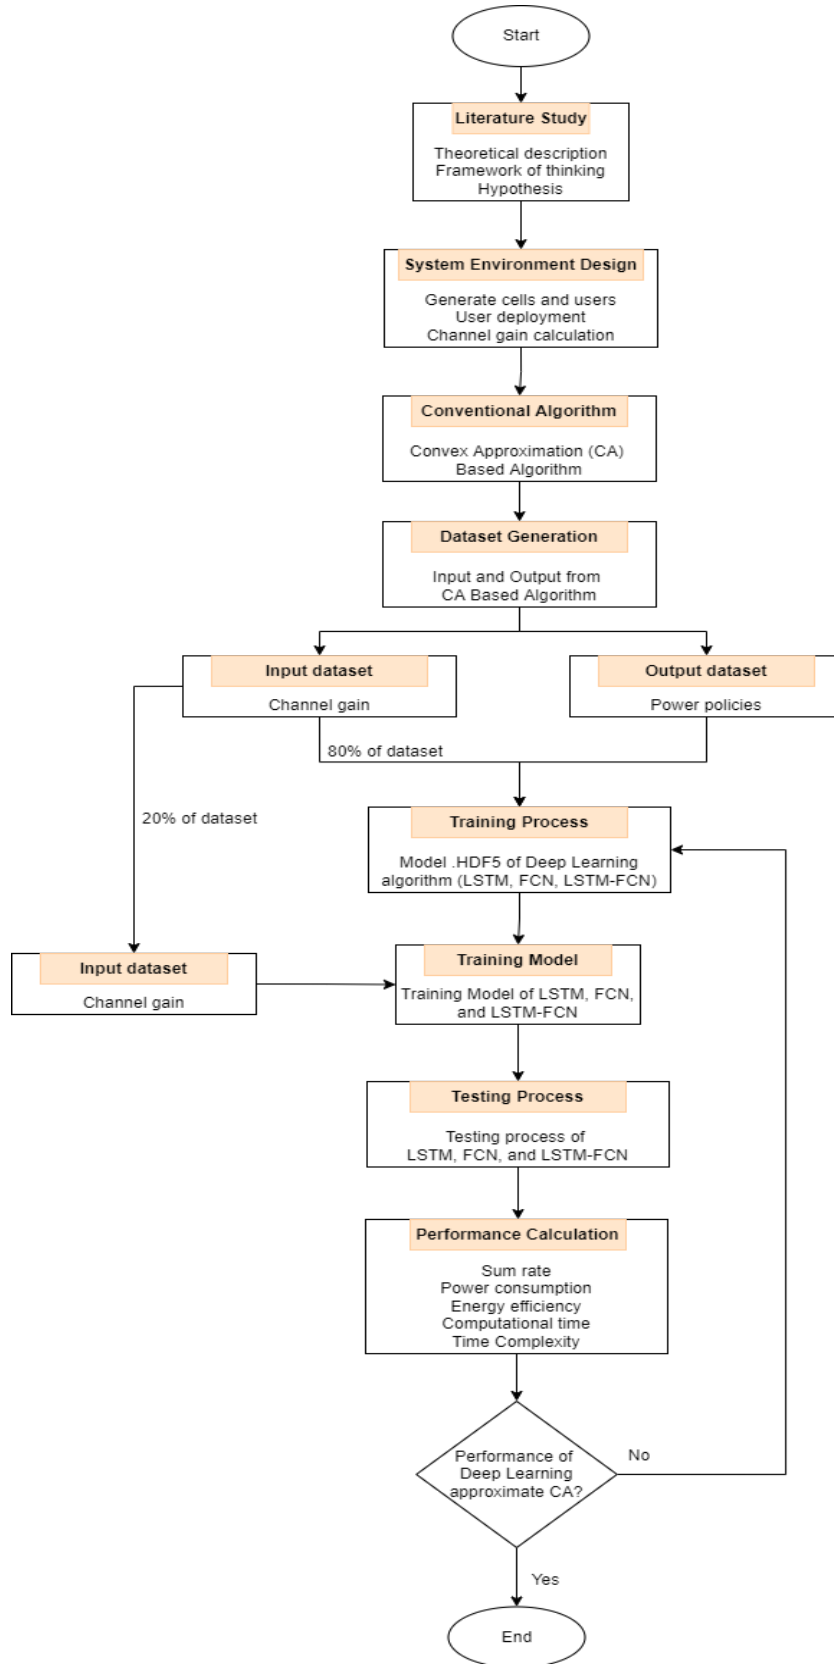 Start
Literature Study
Theoretical description
Framework of thinking
Hypothesis
System Environment Design
Generate cells and users
User deployment
Channel gain calculation
Conventional Algorithm
Convex Approximation (CA)
Based Algorithm
Dataset Generation
Input and Output from
CA Based Algorithm
Input dataset
Channel gain
Output dataset
Power policies
80% of dataset
20% of dataset
Training Process
Model .HDF5 of Deep Learning
algorithm (LSTM, FCN, LSTM-FCN)
Input dataset
Channel gain
Training Model
Training Model of LSTM, FCN,
and LSTM-FCN
Testing Process
Testing process of
LSTM, FCN, and LSTM-FCN
Performance Calculation
Sum rate
Power consumption
Energy efficiency
Computational time
Time Complexity
Performance of
Deep Learning
approximate CA?
No
Yes
End